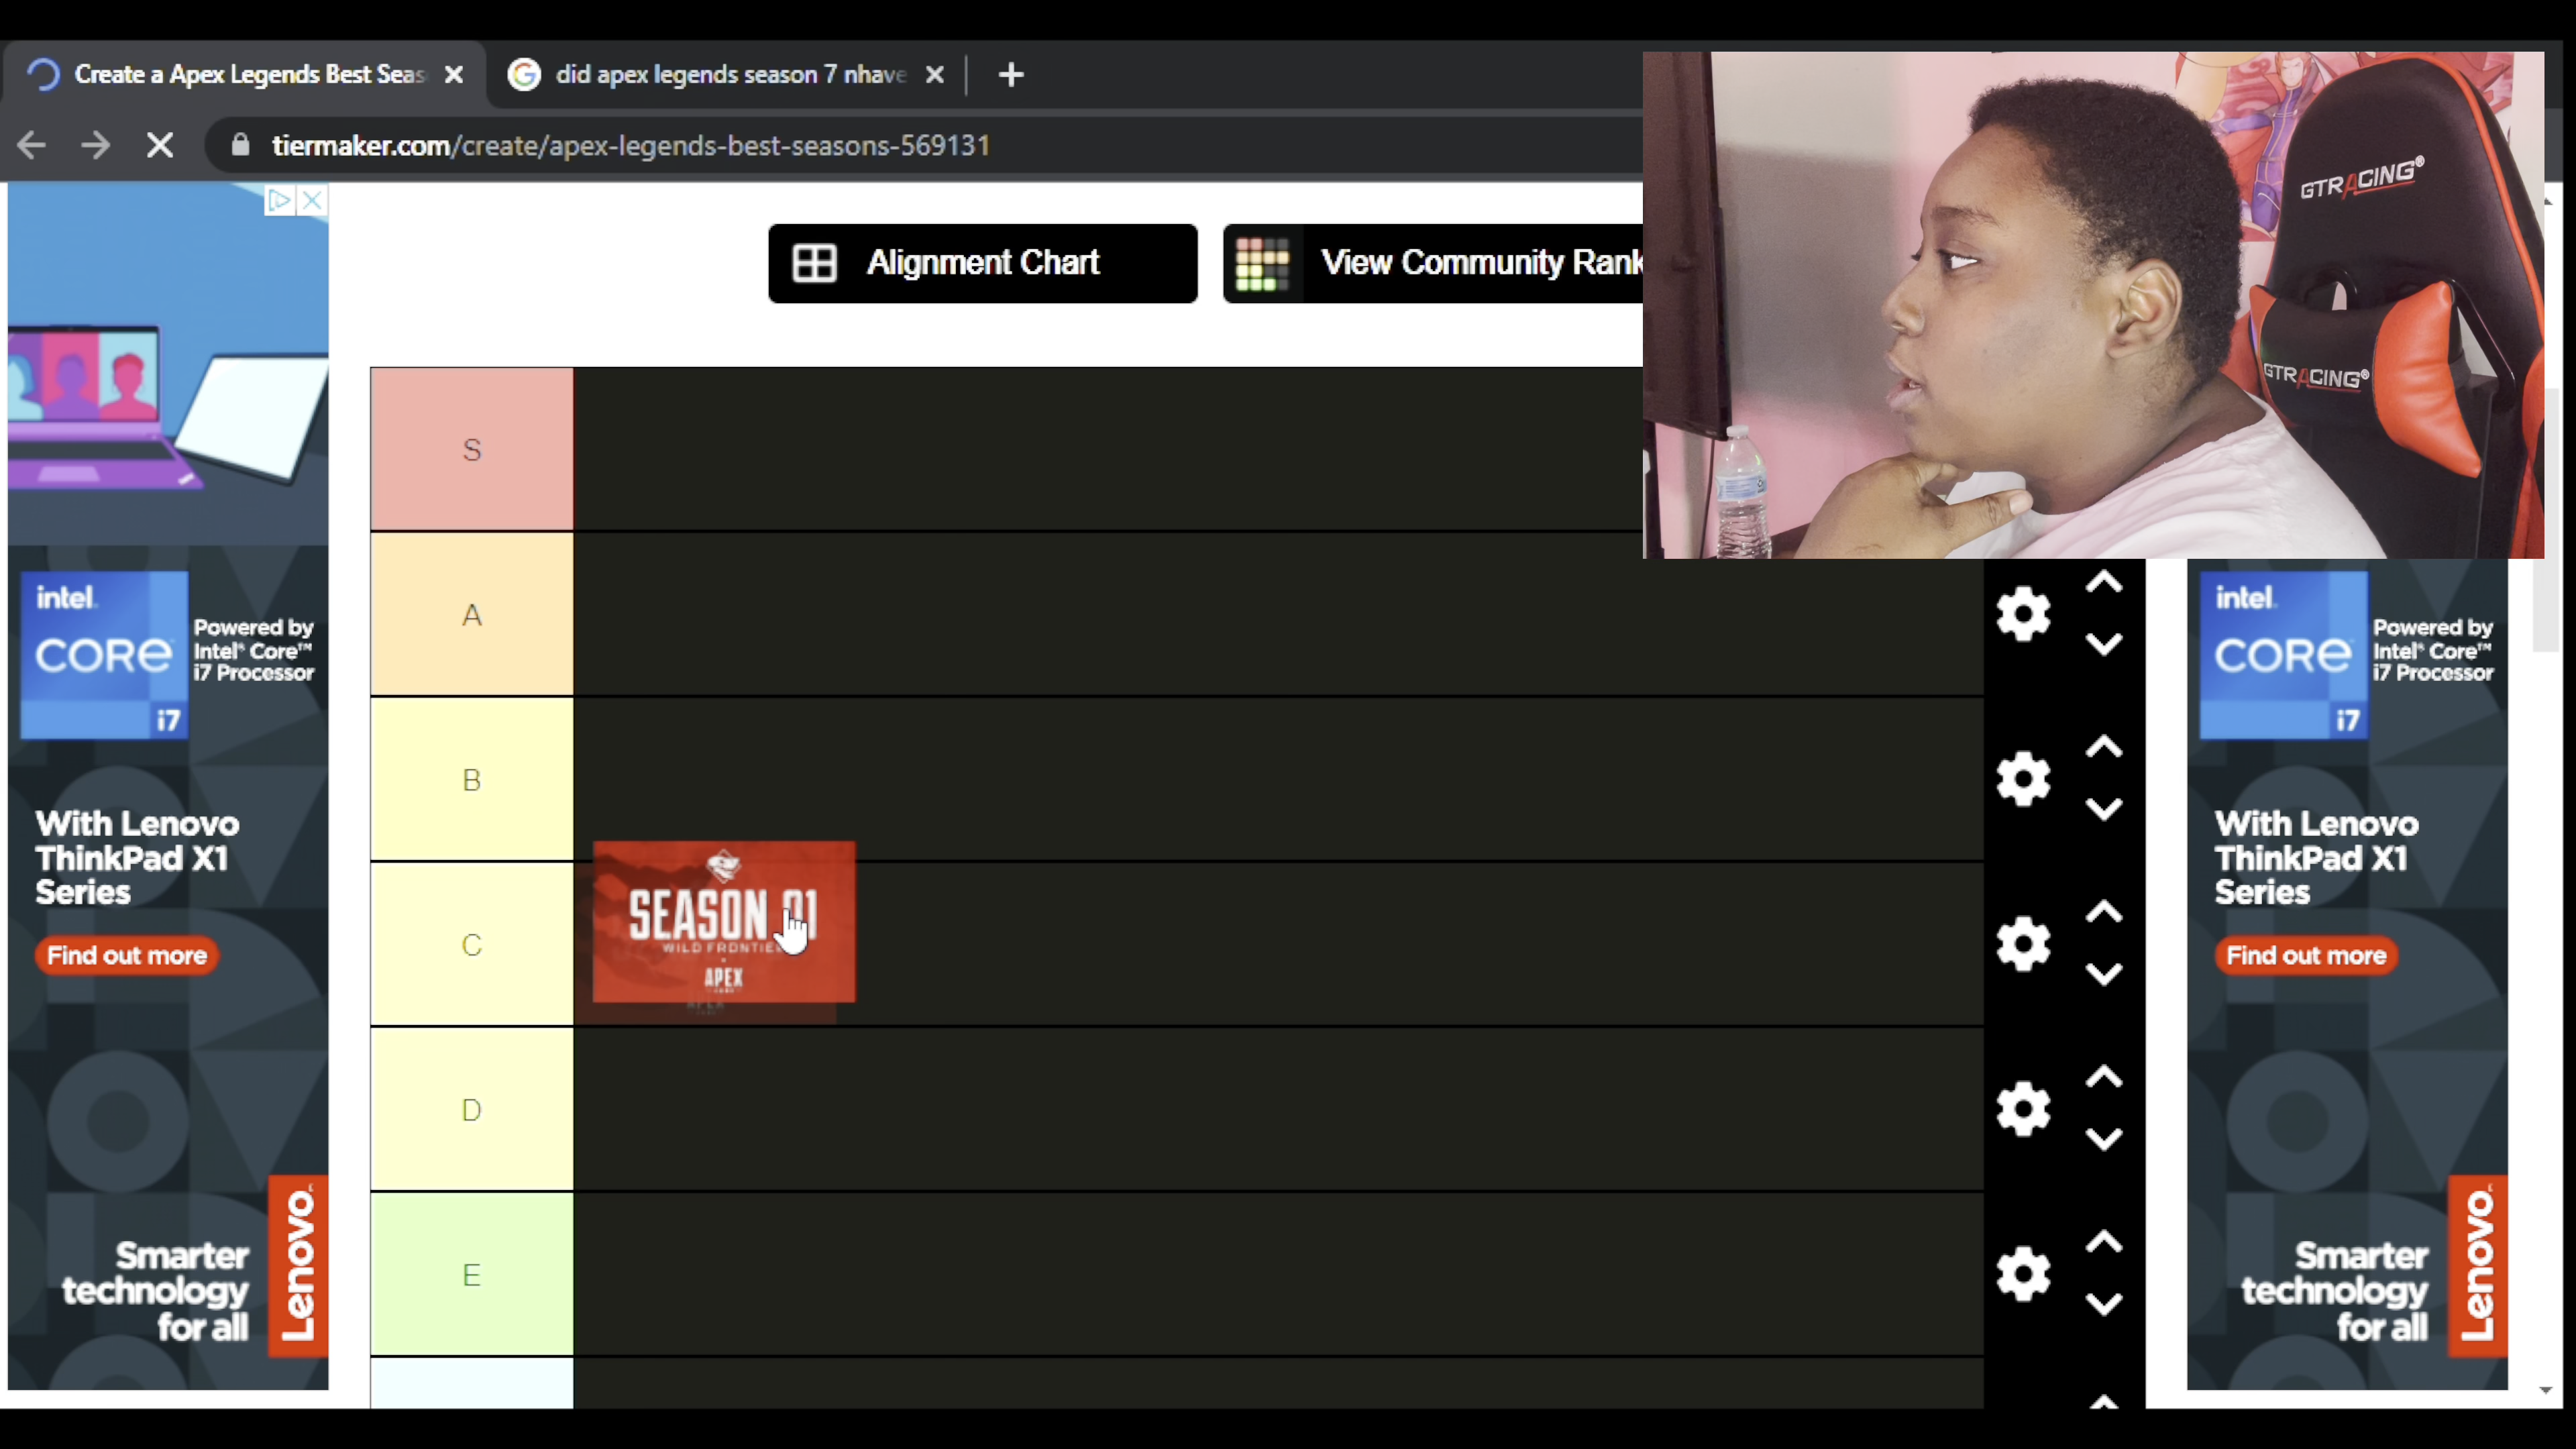 Create a Apex Legends Best Seas
did apex legends season 7 nhave
tiermaker.com/create/apex-legends-best-seasons-569131
Alignment Chart
View Community Rank
GTRACING®
GTRACING®
S
A
B
C
D
E
SEASON 01
WILD FRONTIE
APEX
intel.
CORE
i7
Powered by
Intel® Core™
i7 Processor
With Lenovo
ThinkPad X1
Series
Find out more
Smarter
technology
for all
Lenovo
intel.
CORE
i7
Powered by
Intel® Core™
i7 Processor
With Lenovo
ThinkPad X1
Series
Find out more
Smarter
technology
for all
Lenovo